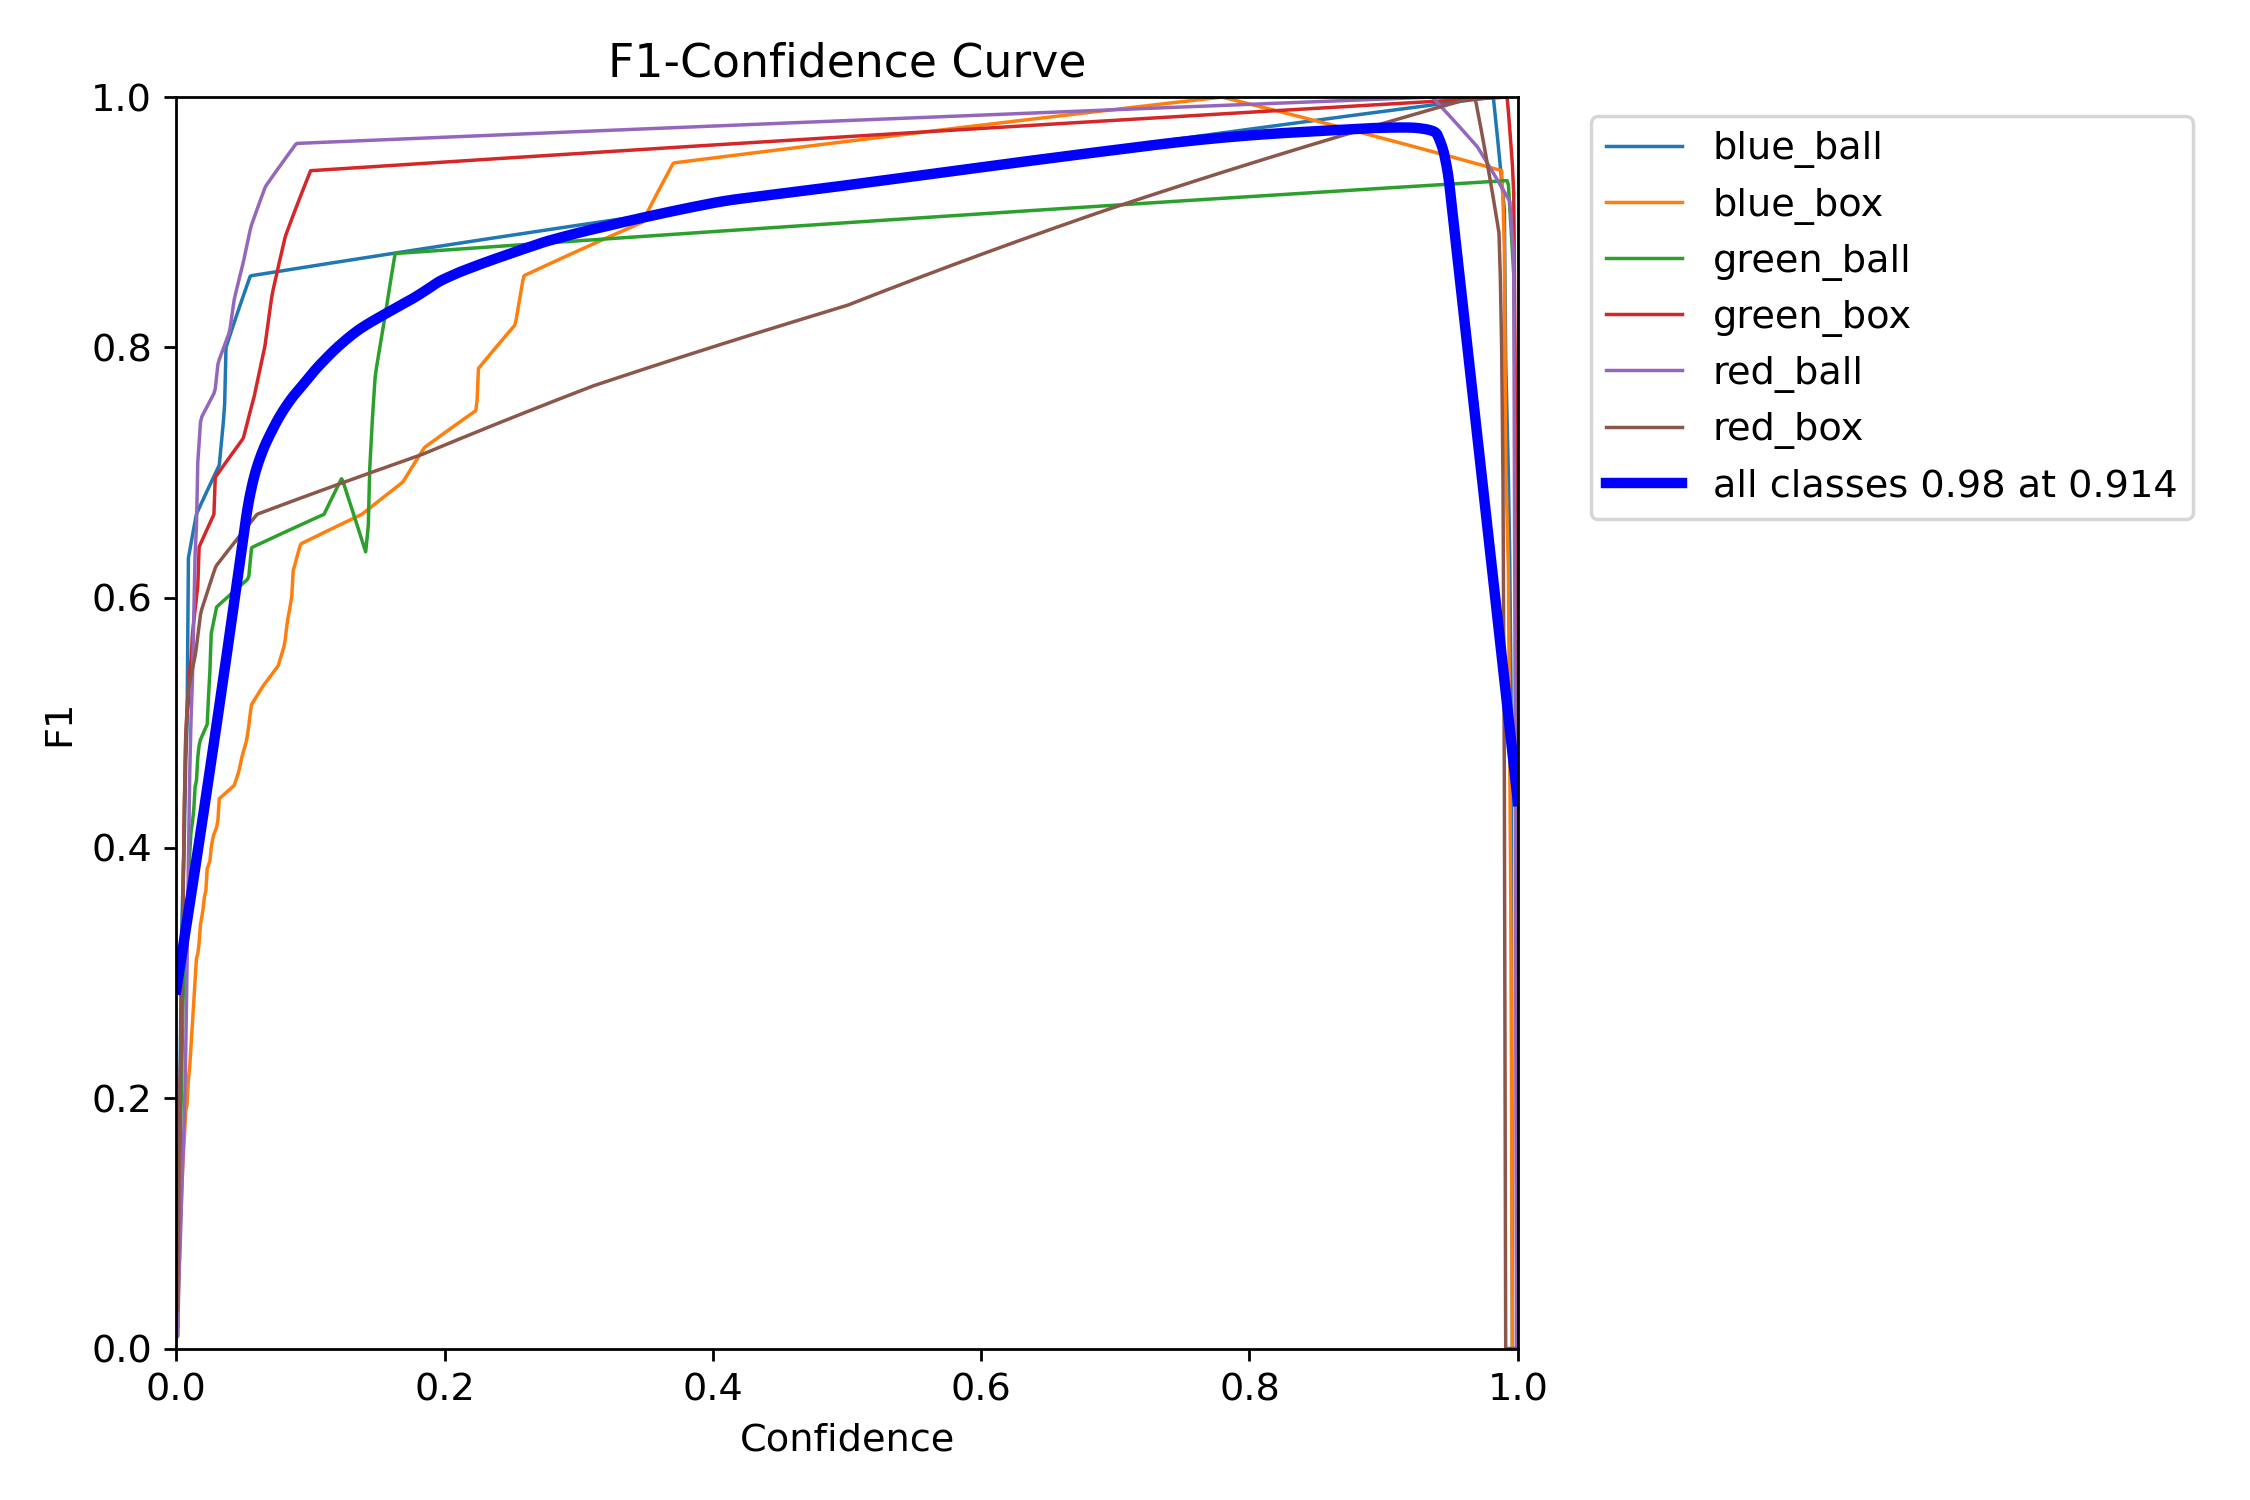 F1-Confidence Curve
1.0
0.8
0.6
0.4
0.2
0.0
F1
0.0 0.2 0.4 0.6 0.8 1.0
Confidence
blue_ball
blue_box
green_ball
green_box
red_ball
red_box
all classes 0.98 at 0.914